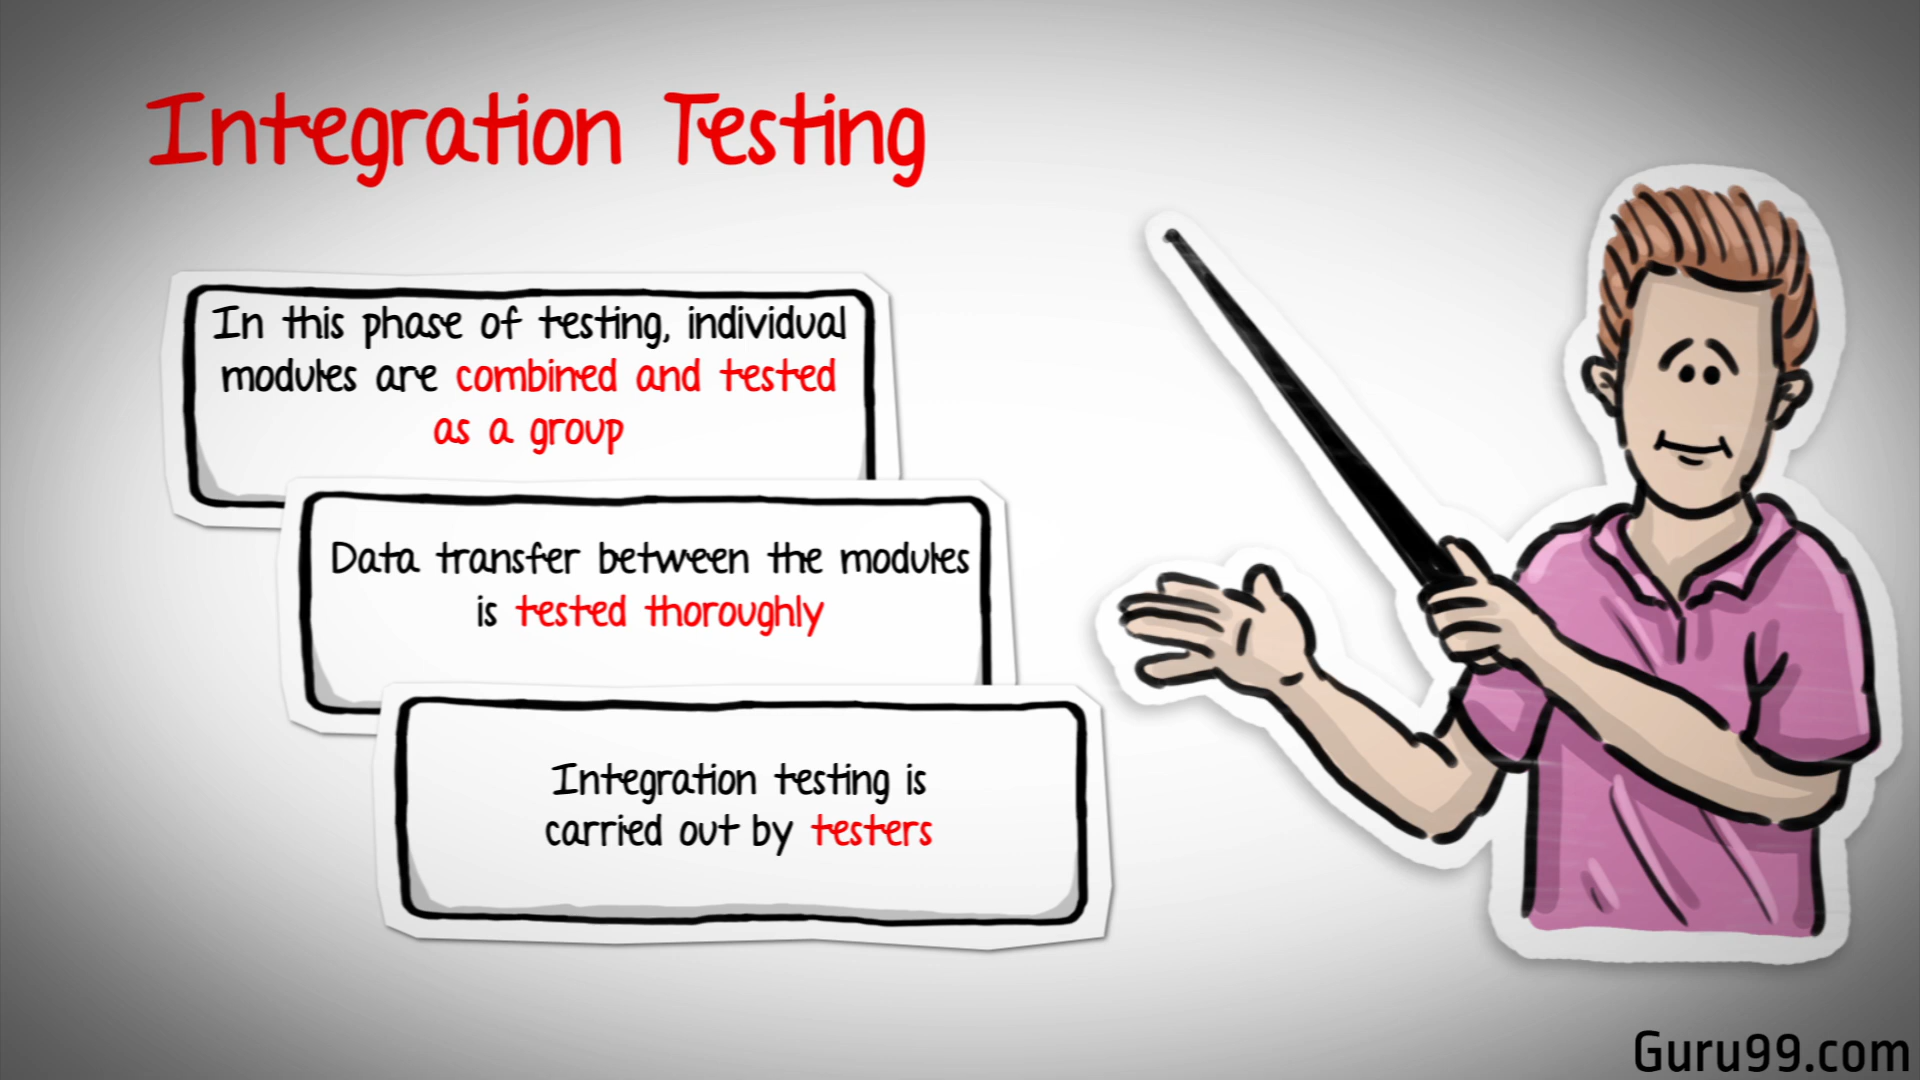 Integration Testing
In this phase of testing, individual
modules are combined and tested
as a group
Data transfer between the modules
is tested thoroughly
Integration testing is
carried out by testers
Guru99.com